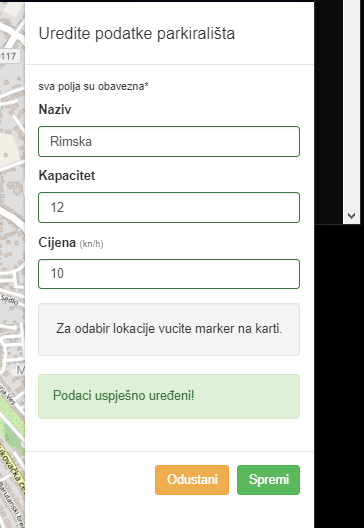 Uredite podatke parkirališta
0117
sva polja su obavezna*
Naziv
Rimska
Kapacitet
12
Cijena (kn/h)
10
Za odabir lokacije vucite marker na karti.
Podaci uspješno uređeni!
Odustani Spremi